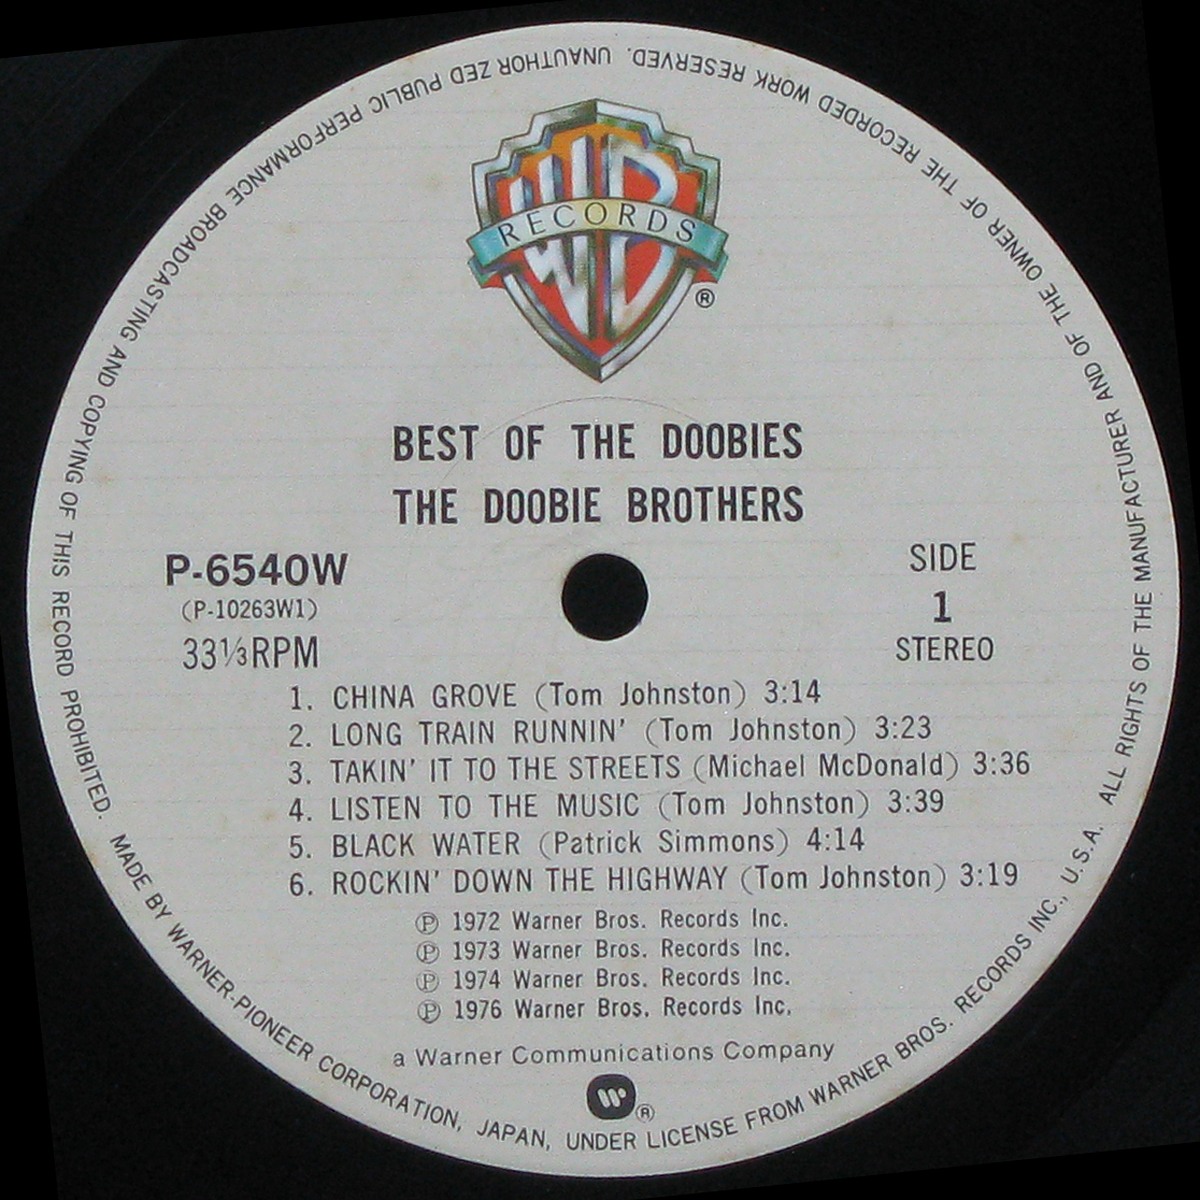 RECORDS
®
BEST OF THE DOOBIES
THE DOOBIE BROTHERS
P-6540W
(P-10263W1)
33⅓RPM
SIDE
1
STEREO
1. CHINA GROVE (Tom Johnston) 3:14
2. LONG TRAIN RUNNIN' (Tom Johnston) 3:23
3. TAKIN' IT TO THE STREETS (Michael McDonald) 3:36
4. LISTEN TO THE MUSIC (Tom Johnston) 3:39
5. BLACK WATER (Patrick Simmons) 4:14
6. ROCKIN' DOWN THE HIGHWAY (Tom Johnston) 3:19
℗ 1972 Warner Bros. Records Inc.
℗ 1973 Warner Bros. Records Inc.
℗ 1974 Warner Bros. Records Inc.
℗ 1976 Warner Bros. Records Inc.
a Warner Communications Company
®
MADE BY WARNER-PIONEER CORPORATION, JAPAN, UNDER LICENSE FROM WARNER BROS. RECORDS INC., U.S.A. ALL RIGHTS OF THE MANUFACTURER AND OF THE OWNER OF THE RECORDED WORK RESERVED. UNAUTHOR ZED PUBLIC PERFORMANCE BROADCASTING AND COPYING OF THIS RECORD PROHIBITED.